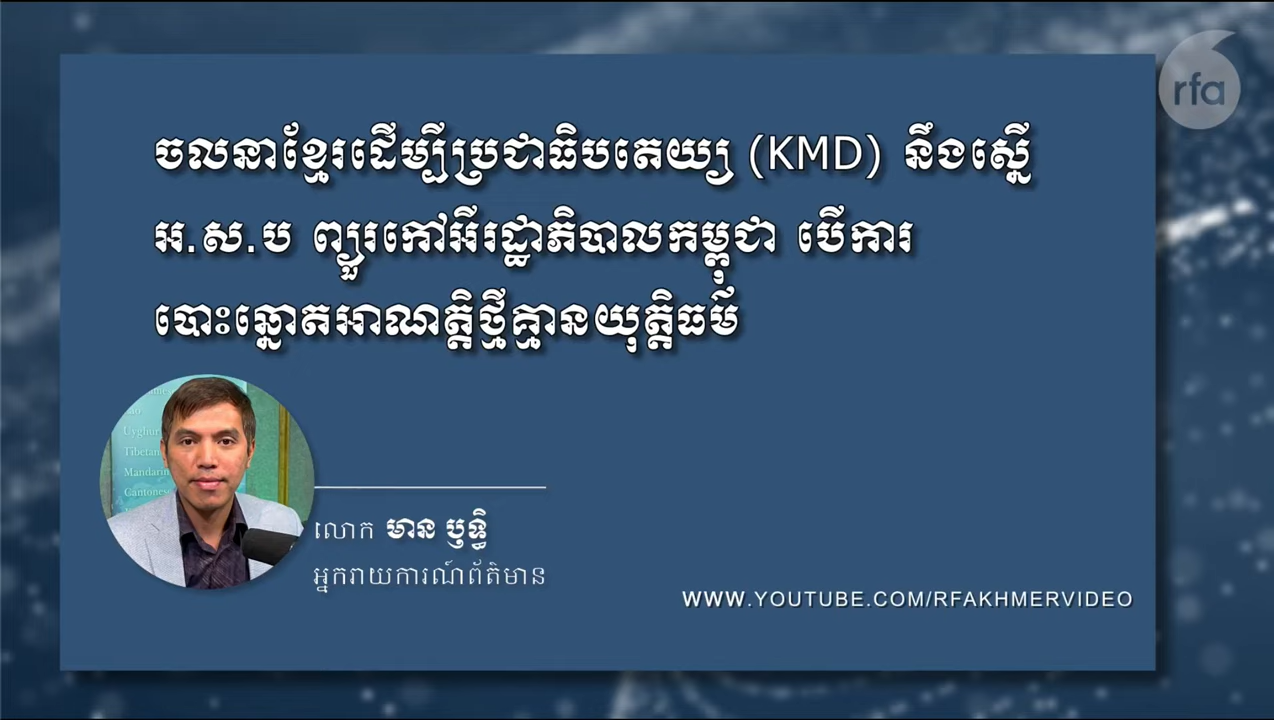 rfa
ចលនាខ្មែរដើម្បីប្រជាធិបតេយ្យ (KMD) នឹងស្នើ
អ.ស.ប ព្យួរកៅអីរដ្ឋាភិបាលកម្ពុជា បើការ
បោះឆ្នោតអាណត្តិថ្មីគ្មានយុត្តិធម៌
Uyghur
Tibetan
Mandarin
Cantonese
លោក មាន ឫទ្ធិ
អ្នករាយការណ៍ព័ត៌មាន
WWW.YOUTUBE.COM/RFAKHMERVIDEO